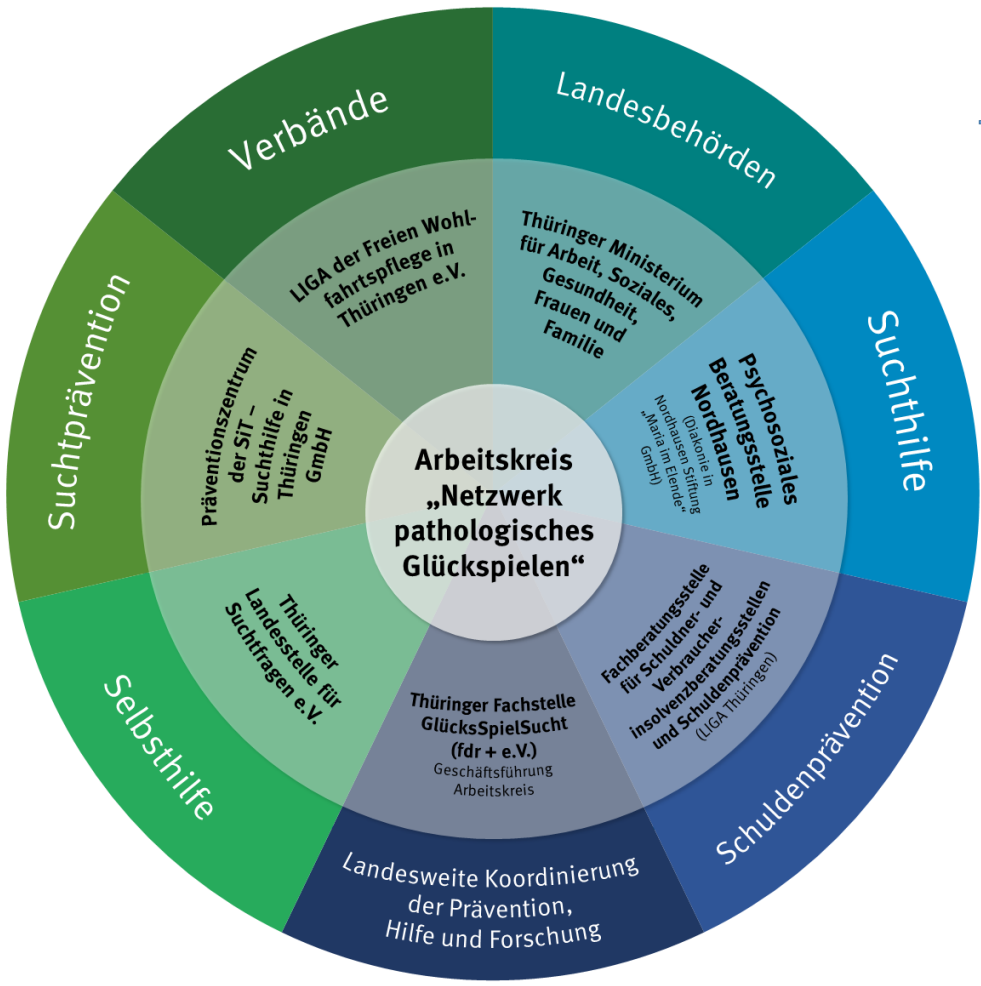 Verbände
LIGA der Freien Wohl-
fahrtspflege in
Thüringen e.V.
Landesbehörden
Thüringer Ministerium
für Arbeit, Soziales,
Gesundheit,
Frauen und
Familie
Suchthilfe
Psychosoziales
Beratungsstelle
Nordhausen
(Diakonie in
Nordhausen Stiftung
„Maria im Elende“
GmbH)
Schuldenprävention
Fachberatungsstelle
für Schuldner- und
Verbraucher-
insolvenzberatungsstellen
und Schuldenprävention
(LIGA Thüringen)
Landesweite Koordinierung
der Prävention,
Hilfe und Forschung
Thüringer Fachstelle
GlücksSpielSucht
(fdr + e.V.)
Geschäftsführung
Arbeitskreis
Selbsthilfe
Thüringer
Landesstelle für
Suchtfragen e.V.
Suchtprävention
Präventionszentrum
der SiT –
Suchthilfe in
Thüringen
GmbH
Arbeitskreis
„Netzwerk
pathologisches
Glückspielen“